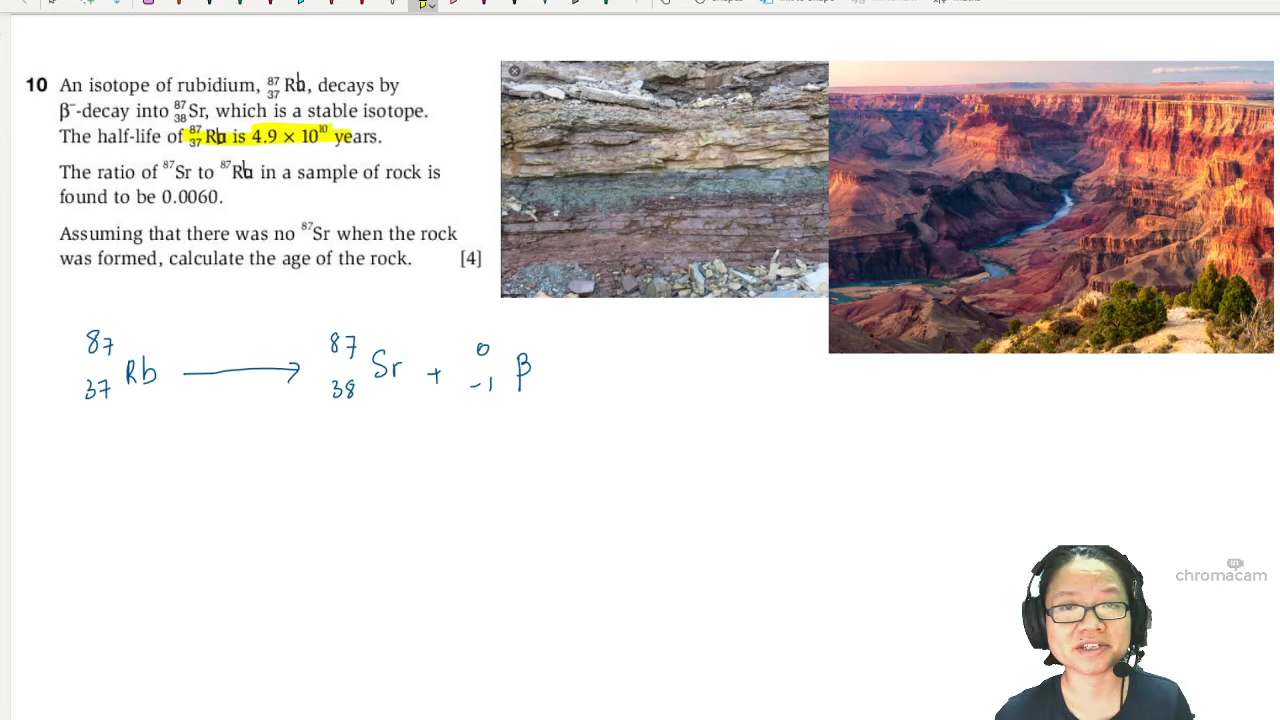 10 An isotope of rubidium, ⁸⁷₃₇Rb, decays by
β⁻-decay into ⁸⁷₃₈Sr, which is a stable isotope.
The half-life of ⁸⁷₃₇Rb is 4.9 × 10¹⁰ years.
The ratio of ⁸⁷Sr to ⁸⁷Rb in a sample of rock is
found to be 0.0060.
Assuming that there was no ⁸⁷Sr when the rock
was formed, calculate the age of the rock. [4]
⁸⁷₃₇Rb ⟶ ⁸⁷₃₈Sr + ⁰₋₁β
chromacam